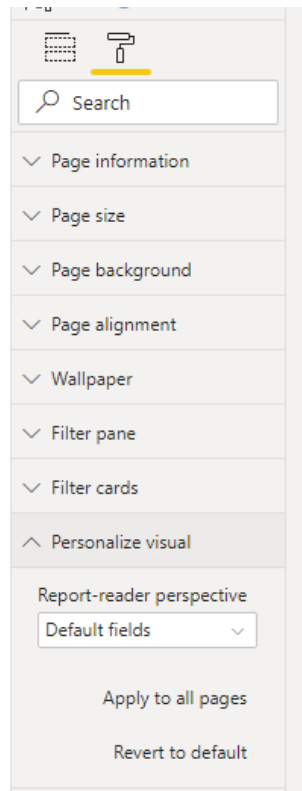 Search
Page information
Page size
Page background
Page alignment
Wallpaper
Filter pane
Filter cards
Personalize visual
Report-reader perspective
Default fields
Apply to all pages
Revert to default